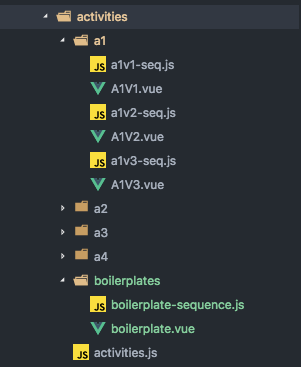 activities
a1
JS a1v1-seq.js
A1V1.vue
JS a1v2-seq.js
A1V2.vue
JS a1v3-seq.js
A1V3.vue
a2
a3
a4
boilerplates
JS boilerplate-sequence.js
boilerplate.vue
JS activities.js